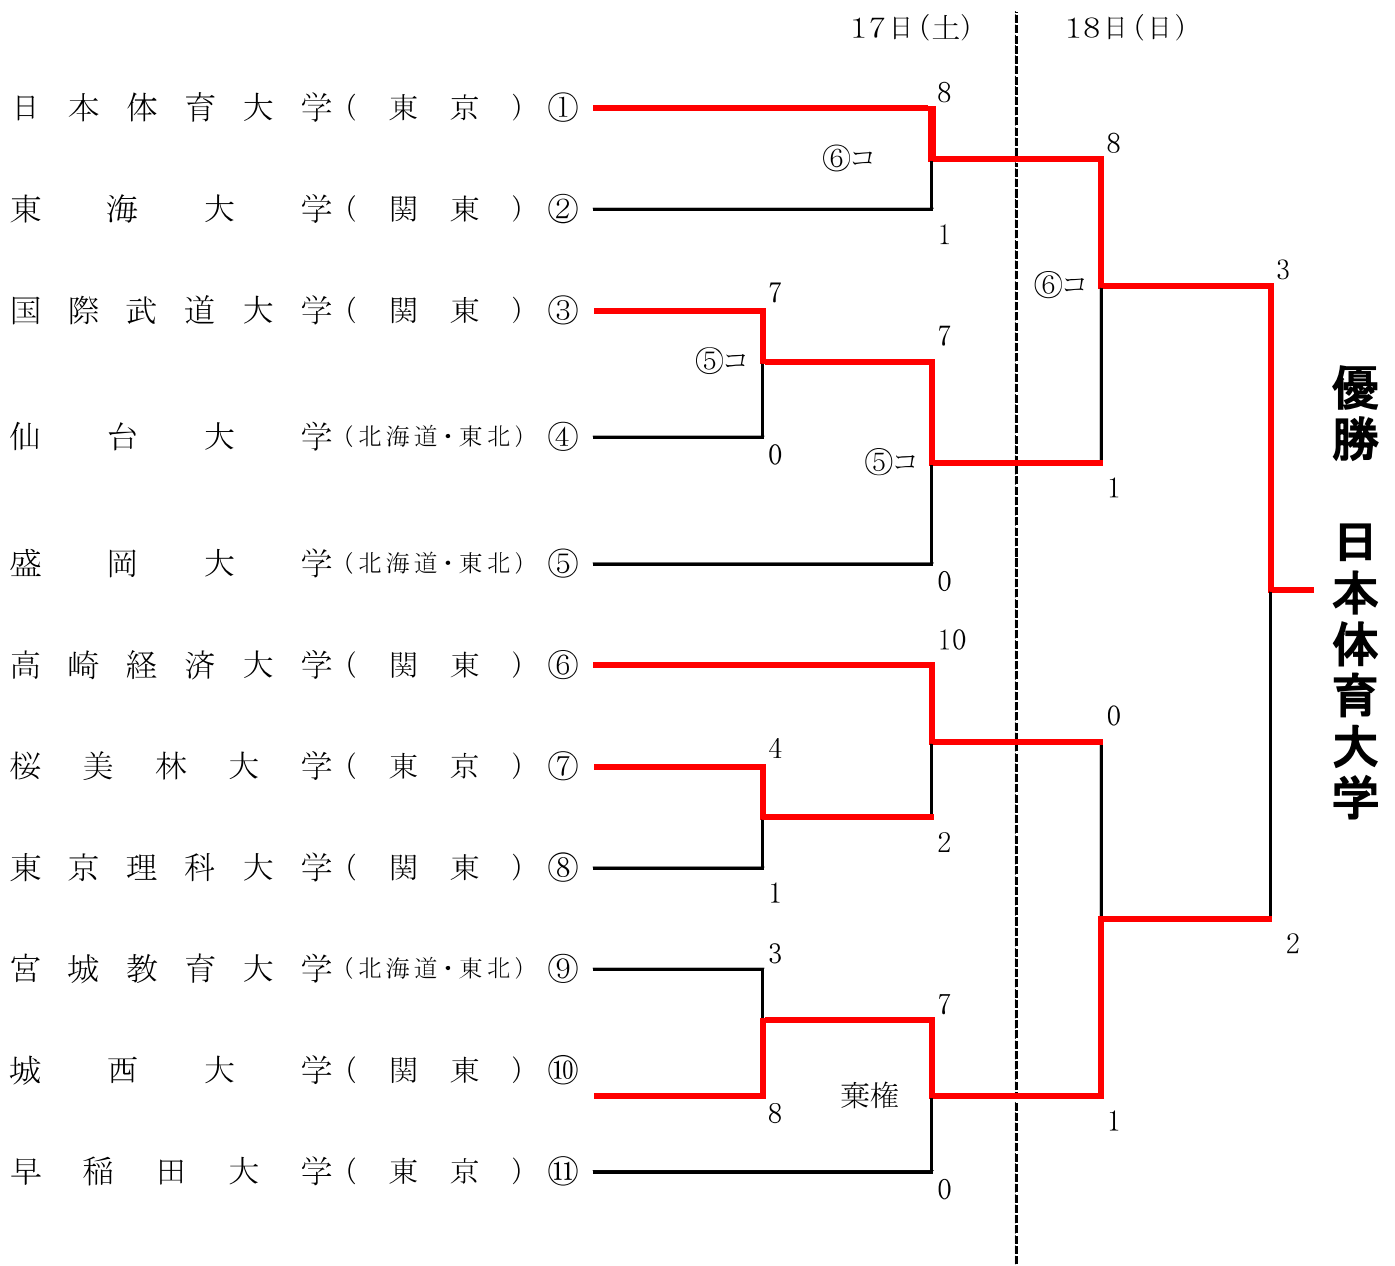 17日(土)
18日(日)
日本体育大学(東京) ①
8
8
⑥コ
東海大学(関東) ②
1
3
⑥コ
国際武道大学(関東) ③
7
7
⑤コ
仙台大学(北海道・東北) ④
0
⑤コ
1
盛岡大学(北海道・東北) ⑤
0
高崎経済大学(関東) ⑥
10
0
桜美林大学(東京) ⑦
4
2
東京理科大学(関東) ⑧
1
宮城教育大学(北海道・東北) ⑨
3
2
7
城西大学(関東) ⑩
8
棄権
1
早稲田大学(東京) ⑪
0
優勝 日本体育大学